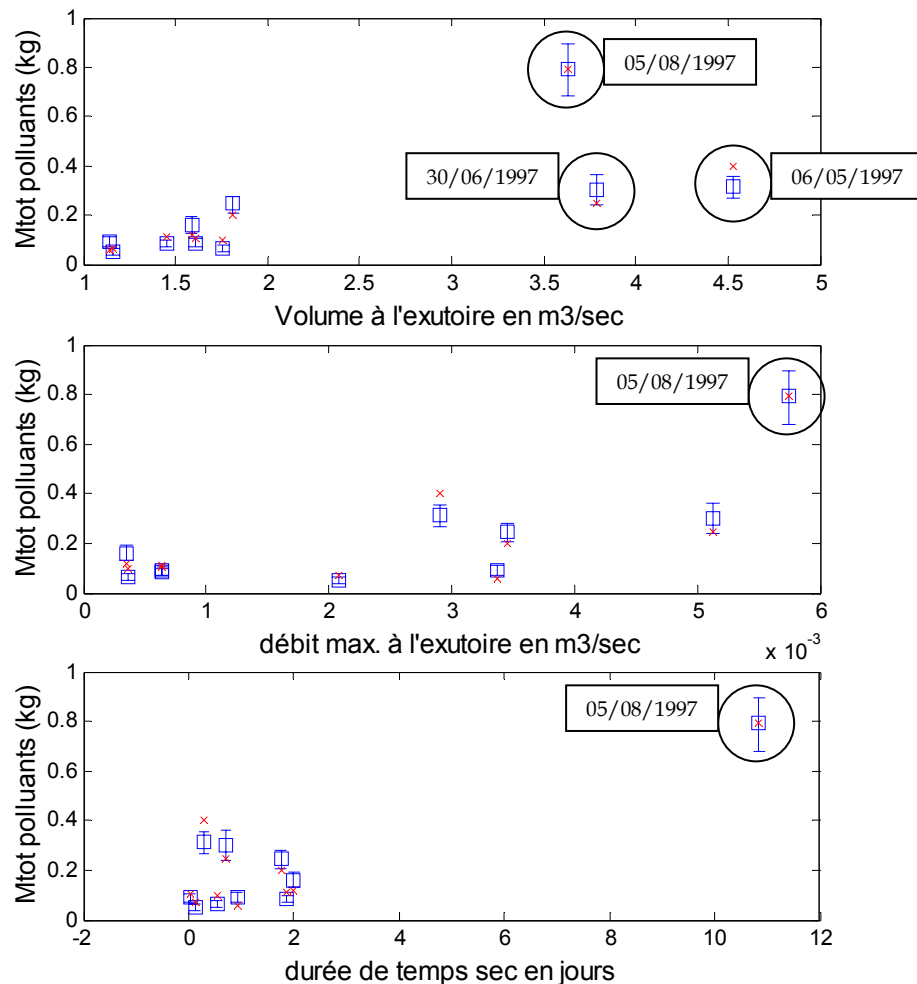 1
0.8
0.6
0.4
0.2
0
Mtot polluants (kg)
05/08/1997
30/06/1997
06/05/1997
1 1.5 2 2.5 3 3.5 4 4.5 5
Volume à l'exutoire en m3/sec
1
0.8
0.6
0.4
0.2
0
Mtot polluants (kg)
05/08/1997
0 1 2 3 4 5 6
x 10-3
débit max. à l'exutoire en m3/sec
1
0.8
0.6
0.4
0.2
0
Mtot polluants (kg)
05/08/1997
-2 0 2 4 6 8 10 12
durée de temps sec en jours